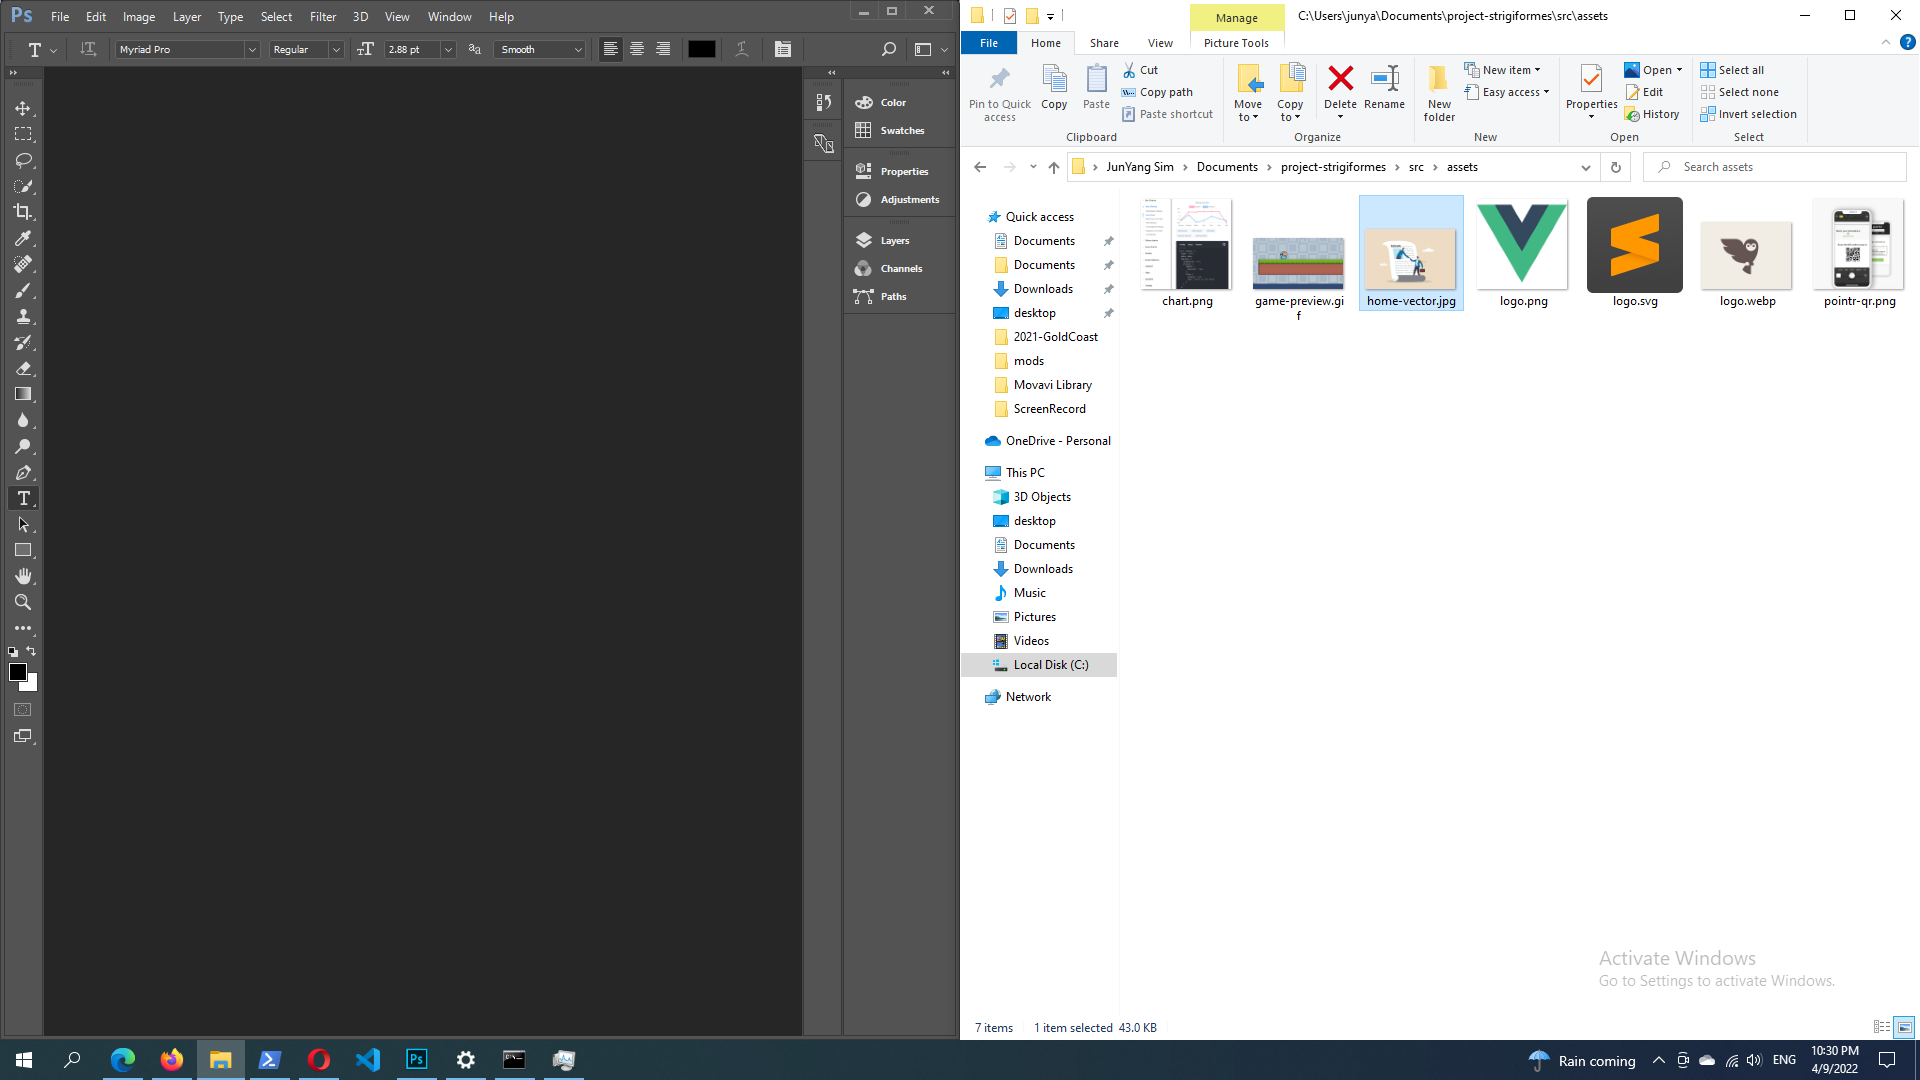 Ps File Edit Image Layer Type Select Filter 3D View Window Help
T Myriad Pro Regular 2.88 pt aa Smooth
Color
Swatches
Properties
Adjustments
Layers
Channels
Paths
Manage
C:\Users\junya\Documents\project-strigiformes\src\assets
File Home Share View Picture Tools
Pin to Quick access
Copy
Paste
Cut
Copy path
Paste shortcut
Clipboard
Move to
Copy to
Delete
Rename
Organize
New folder
New item
Easy access
New
Properties
Open
Edit
History
Open
Select all
Select none
Invert selection
Select
JunYang Sim Documents project-strigiformes src assets
Search assets
Quick access
Documents
Documents
Downloads
desktop
2021-GoldCoast
mods
Movavi Library
ScreenRecord
OneDrive - Personal
This PC
3D Objects
desktop
Documents
Downloads
Music
Pictures
Videos
Local Disk (C:)
Network
chart.png
game-preview.gi
f
home-vector.jpg
logo.png
logo.svg
logo.webp
pointr-qr.png
Activate Windows
Go to Settings to activate Windows.
7 items 1 item selected 43.0 KB
Ps
Rain coming
ENG
10:30 PM
4/9/2022